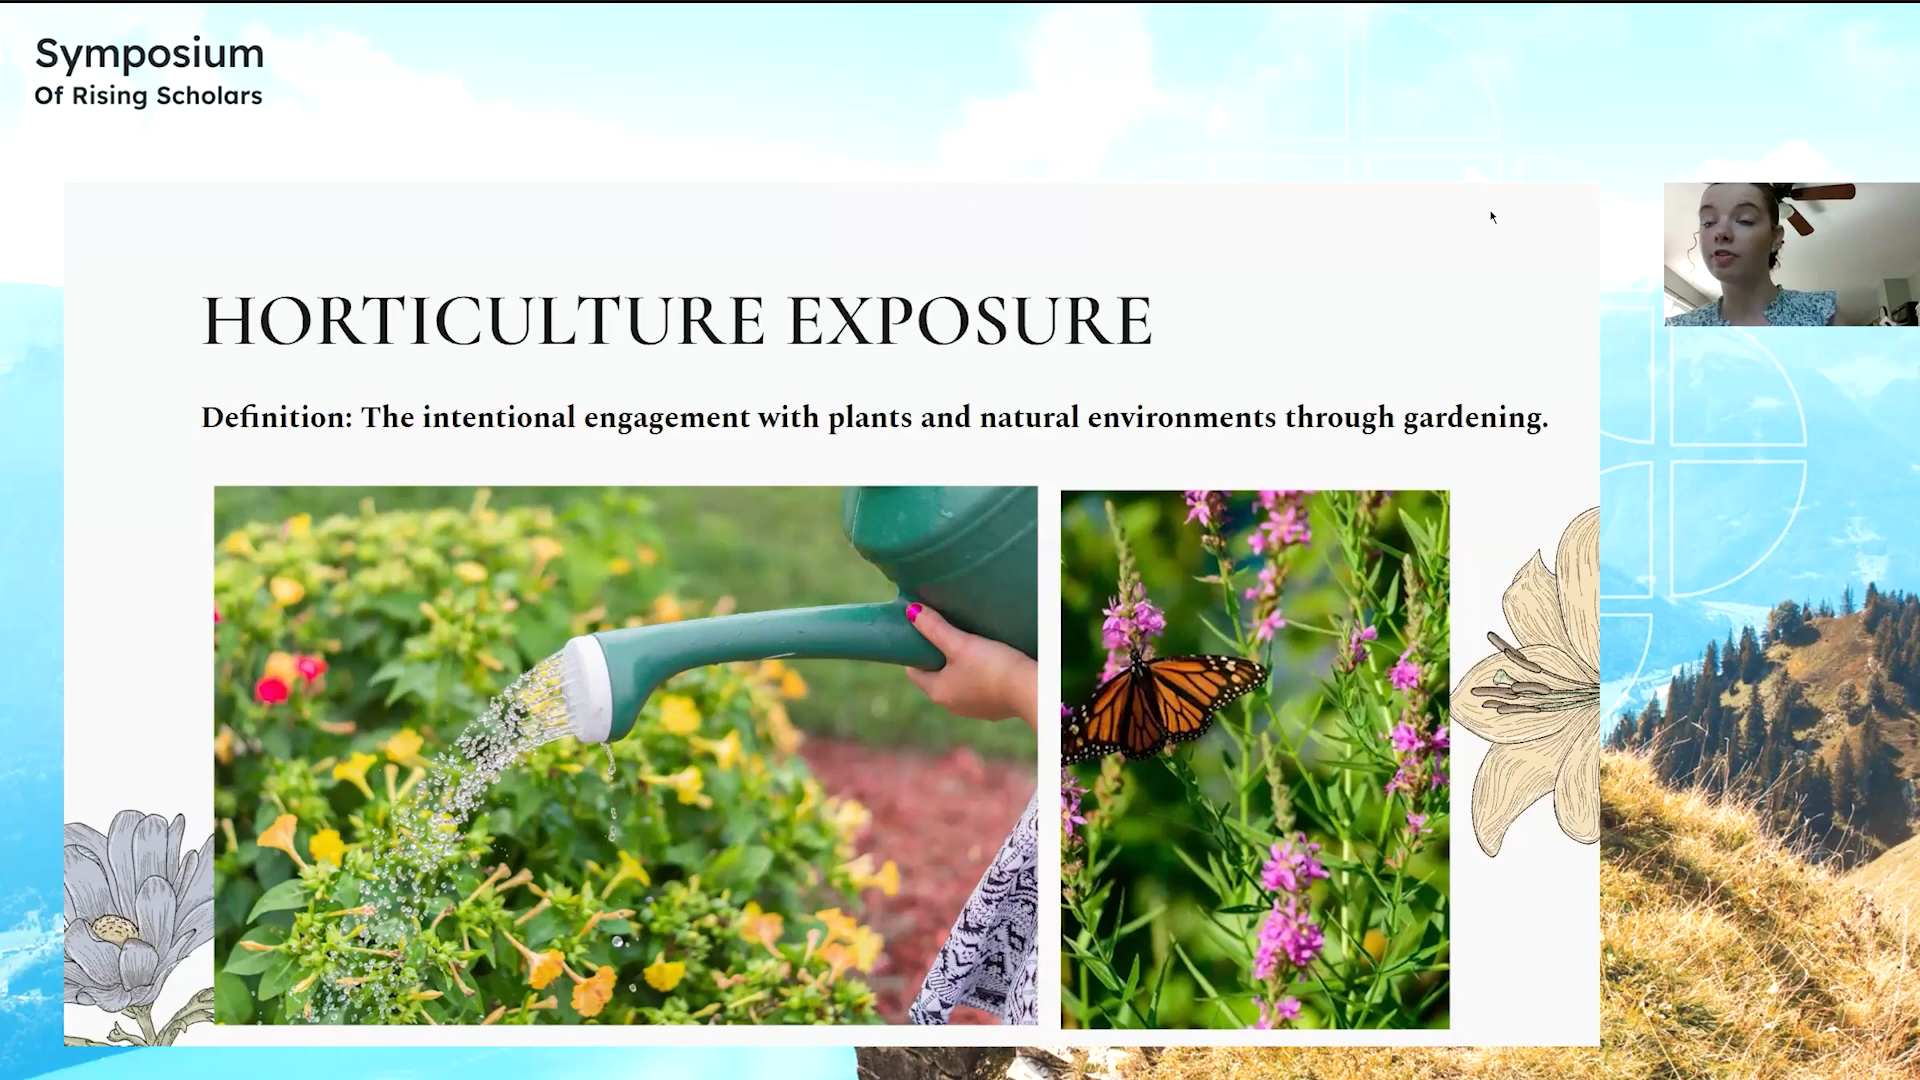 Symposium
Of Rising Scholars
HORTICULTURE EXPOSURE
Definition: The intentional engagement with plants and natural environments through gardening.